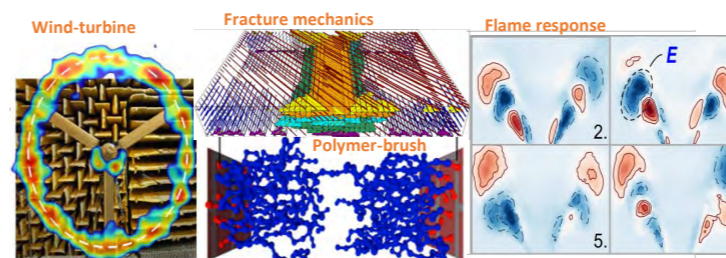 Wind-turbine
Fracture mechanics
Polymer-brush
Flame response
E
2.
5.